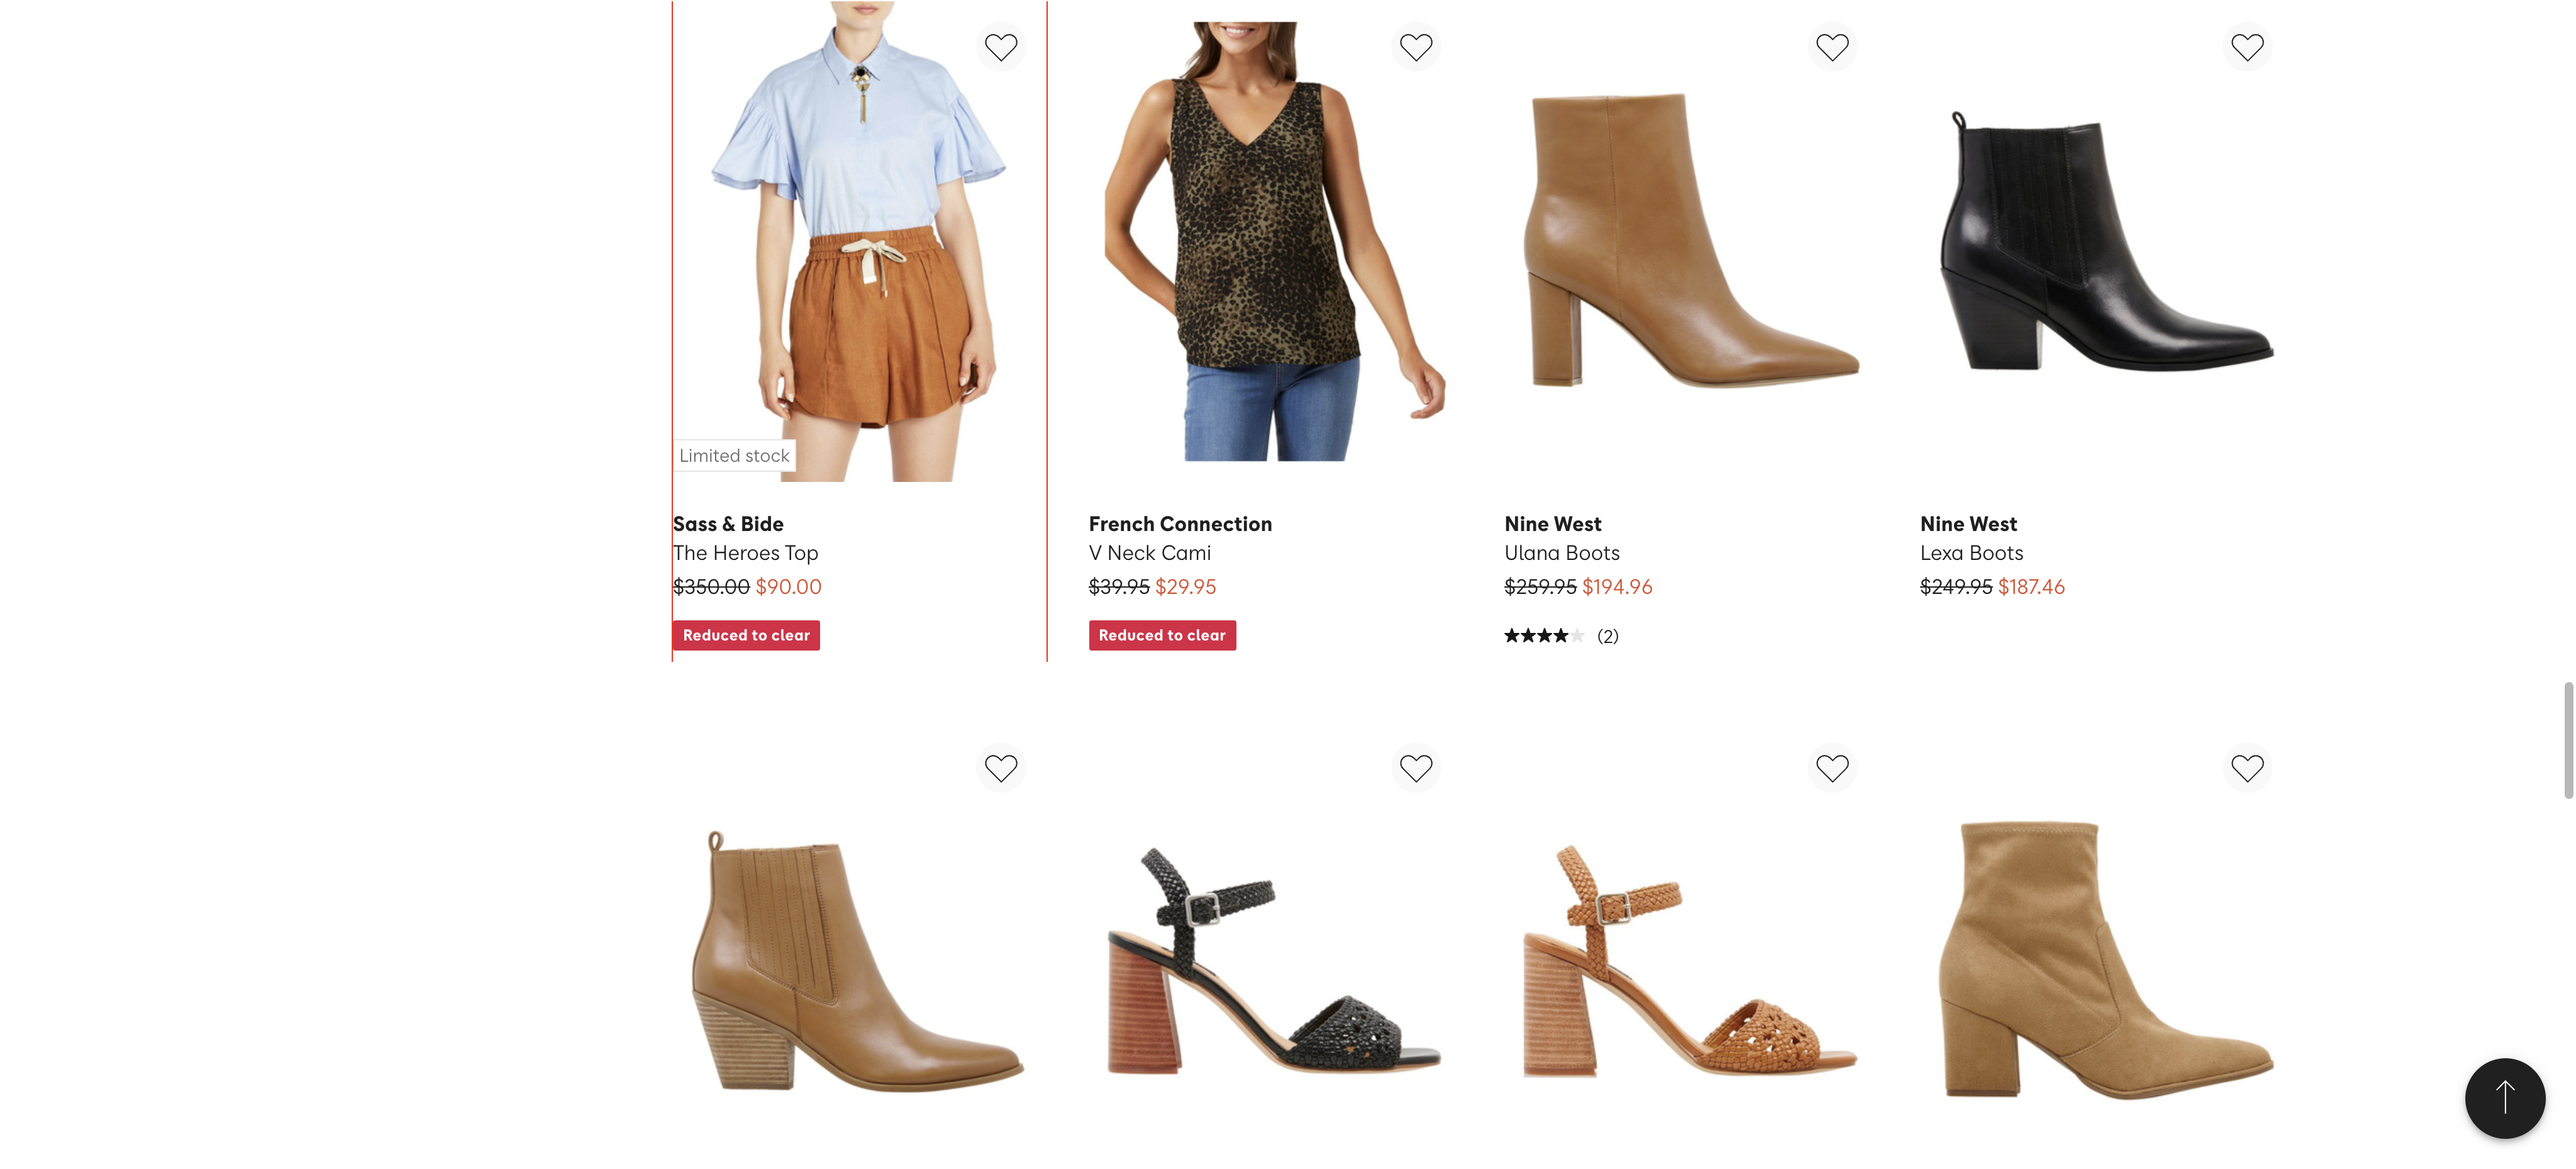 Limited stock
Sass & Bide
The Heroes Top
$350.00 $90.00
Reduced to clear
French Connection
V Neck Cami
$39.95 $29.95
Reduced to clear
Nine West
Ulana Boots
$259.95 $194.96
(2)
Nine West
Lexa Boots
$249.95 $187.46